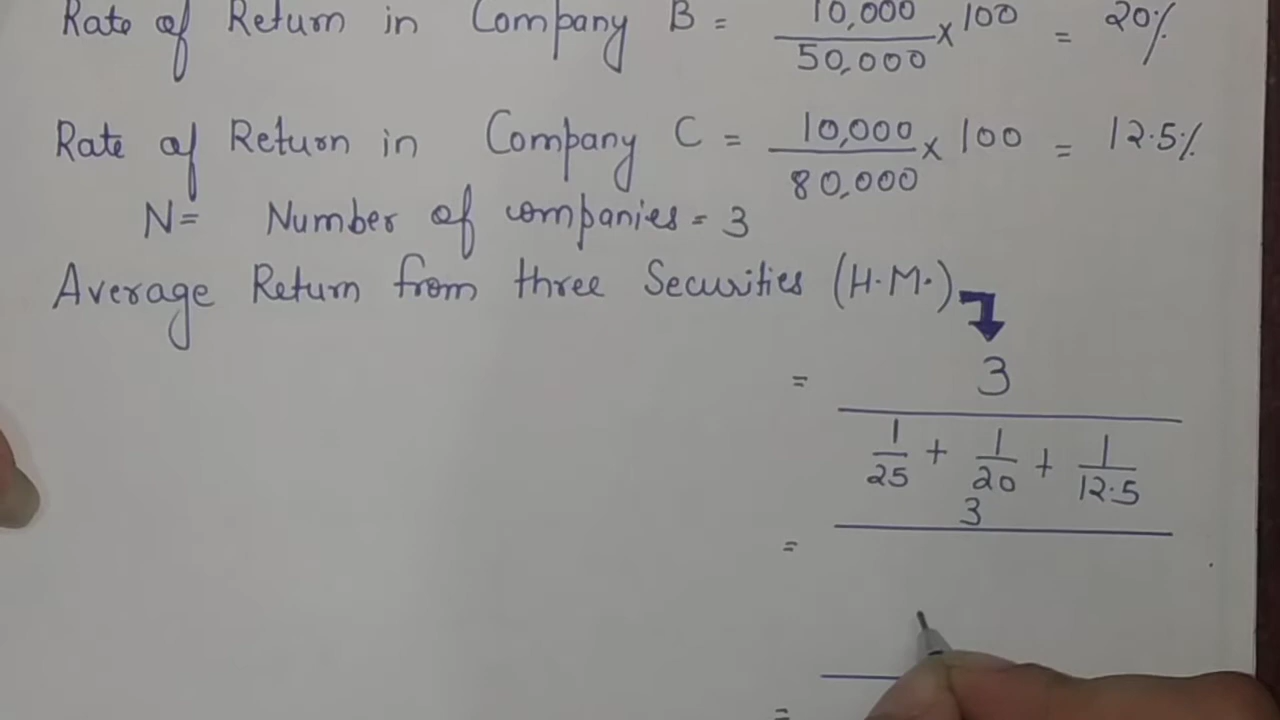 Rate of Return in Company B = 10,000/50,000 × 100 = 20%
Rate of Return in Company C = 10,000/80,000 × 100 = 12.5%
N= Number of companies = 3
Average Return from three Securities (H.M.)
= 3
1/25 + 1/20 + 1/12.5
= 3
=